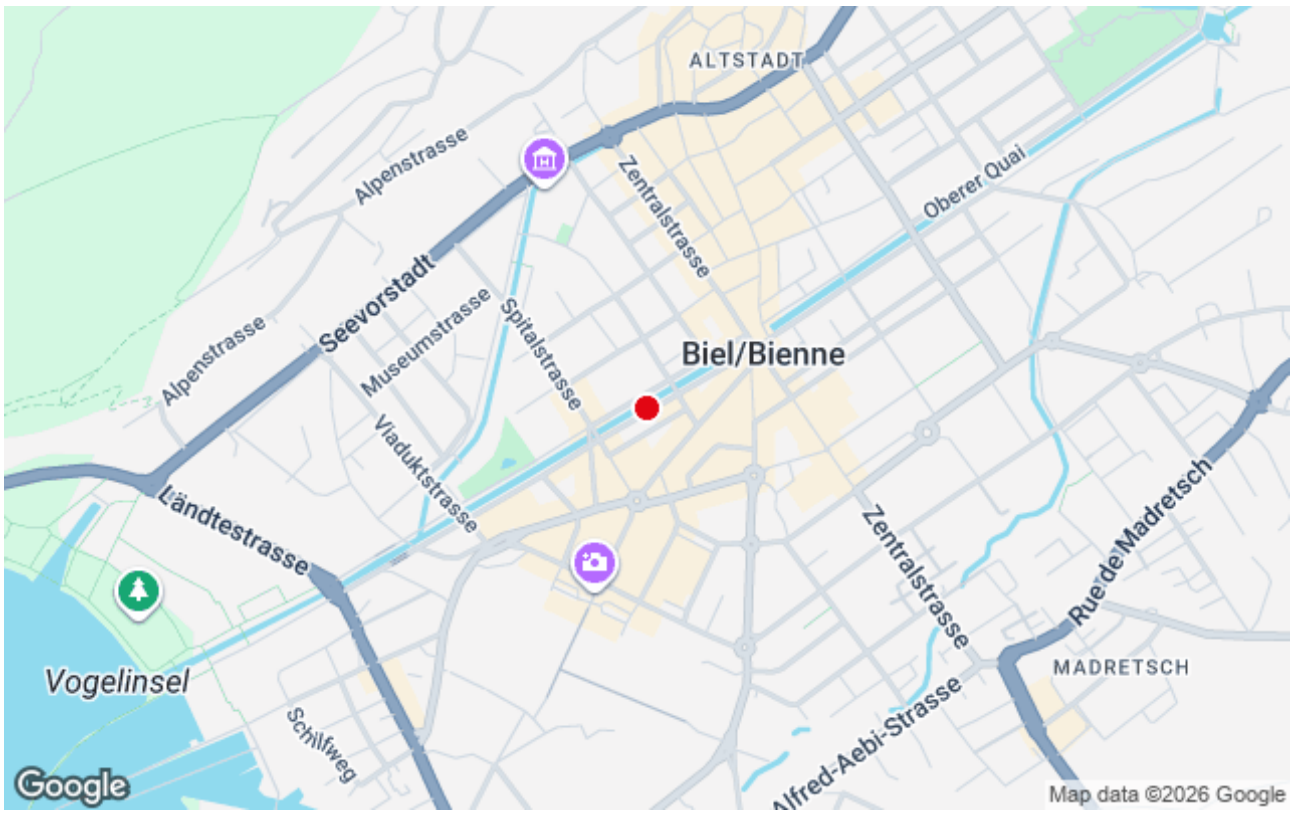 ALTSTADT
Alpenstrasse
Zentralstrasse
Oberer Quai
Seevorstadt
Museumstrasse
Spitalstrasse
Alpenstrasse
Biel/Bienne
Viaduktstrasse
Ländtestrasse
Zentralstrasse
Rue de Madretsch
Vogelinsel
MADRETSCH
Schilfweg
Alfred-Aebi-Strasse
Google
Map data ©2026 Google